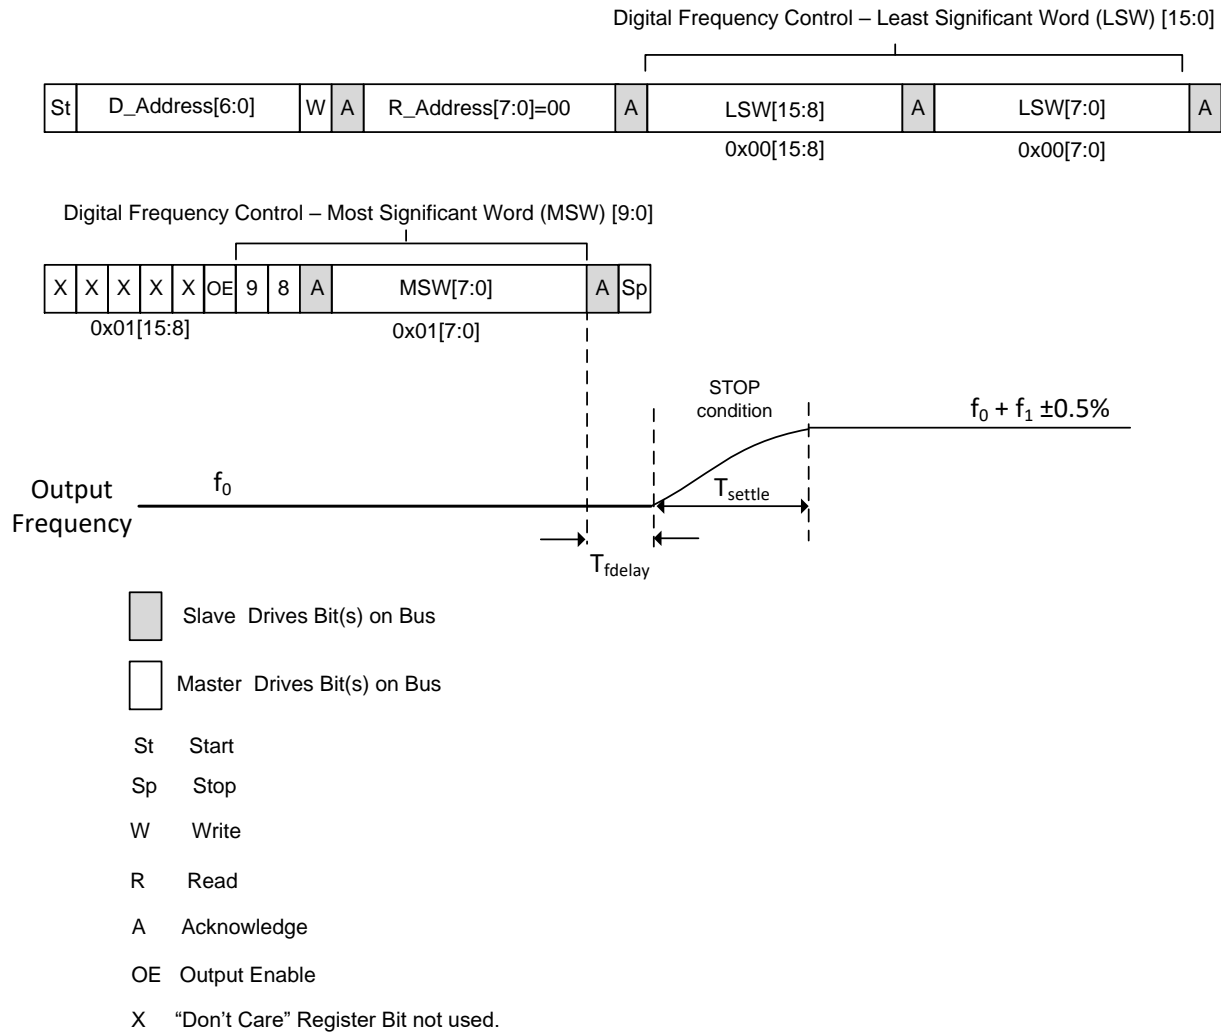 Digital Frequency Control – Least Significant Word (LSW) [15:0]
St D_Address[6:0] W A R_Address[7:0]=00 A LSW[15:8] A LSW[7:0] A
0x00[15:8] 0x00[7:0]
Digital Frequency Control – Most Significant Word (MSW) [9:0]
X X X X X OE 9 8 A MSW[7:0] A Sp
0x01[15:8] 0x01[7:0]
STOP
condition
f0 + f1 ±0.5%
f0
Output
Frequency
Tsettle
Tfdelay
Slave Drives Bit(s) on Bus
Master Drives Bit(s) on Bus
St Start
Sp Stop
W Write
R Read
A Acknowledge
OE Output Enable
X “Don’t Care” Register Bit not used.